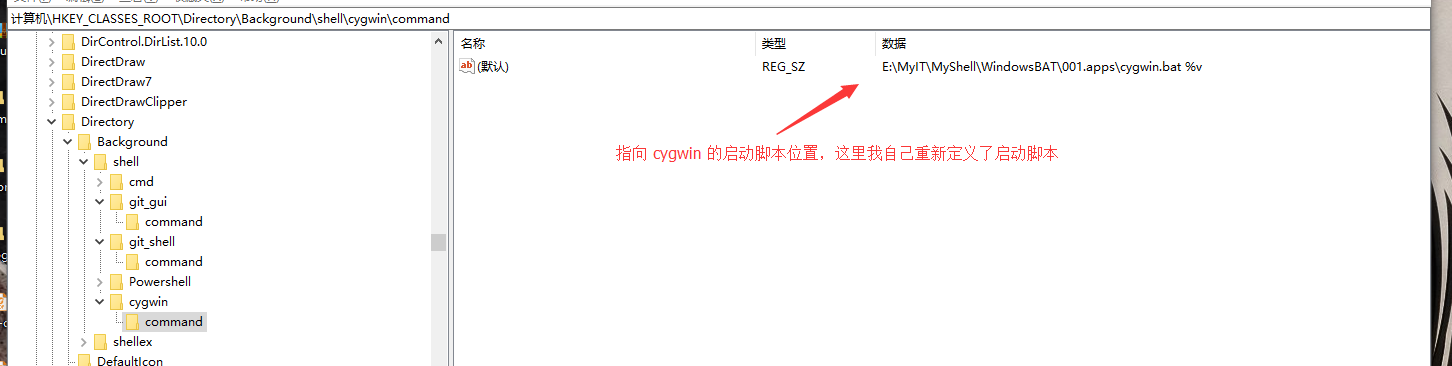 计算机\HKEY_CLASSES_ROOT\Directory\Background\shell\cygwin\command
DirControl.DirList.10.0
DirectDraw
DirectDraw7
DirectDrawClipper
Directory
Background
shell
cmd
git_gui
command
git_shell
command
Powershell
cygwin
command
shellex
DefaultIcon
名称 类型 数据
ab (默认) REG_SZ E:\MyIT\MyShell\WindowsBAT\001.apps\cygwin.bat %v
指向 cygwin 的启动脚本位置，这里我自己重新定义了启动脚本